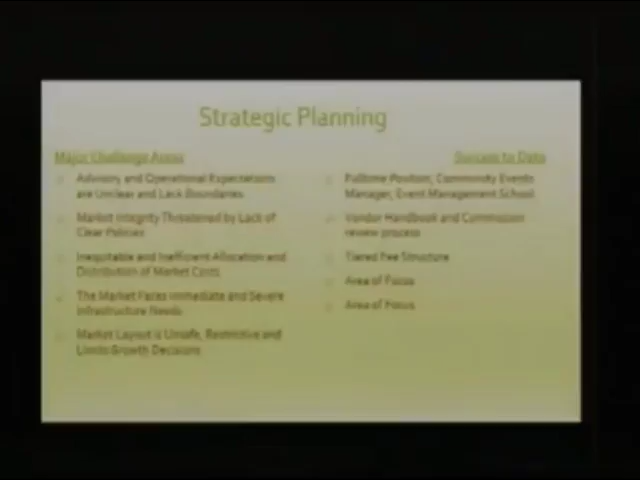 Strategic Planning
Major Challenge Areas
Advisory and Operational Expectations
are Unclear and Lack Boundaries
Market Integrity Threatened by Lack of
Clear Policies
Inequitable and Inefficient Allocation and
Distribution of Market Costs
The Market Faces Immediate and Severe
Infrastructure Needs
Market Layout is Unsafe, Restrictive and
Limits Growth Decisions
Success to Date
Fulltime Position, Community Events
Manager, Event Management School
Vendor Handbook and Commission
review process
Tiered Fee Structure
Area of Focus
Area of Focus